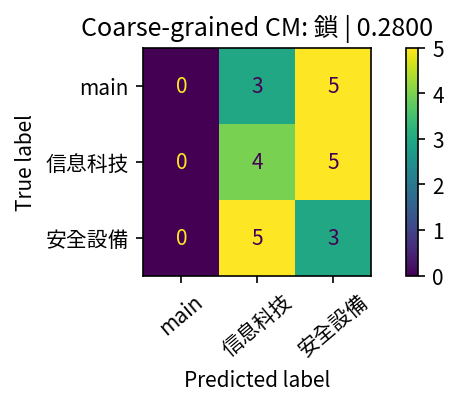 Coarse-grained CM: 鎖 | 0.2800
True label
main 0 3 5
信息科技 0 4 5
安全設備 0 5 3
main 信息科技 安全設備
Predicted label
5
4
3
2
1
0